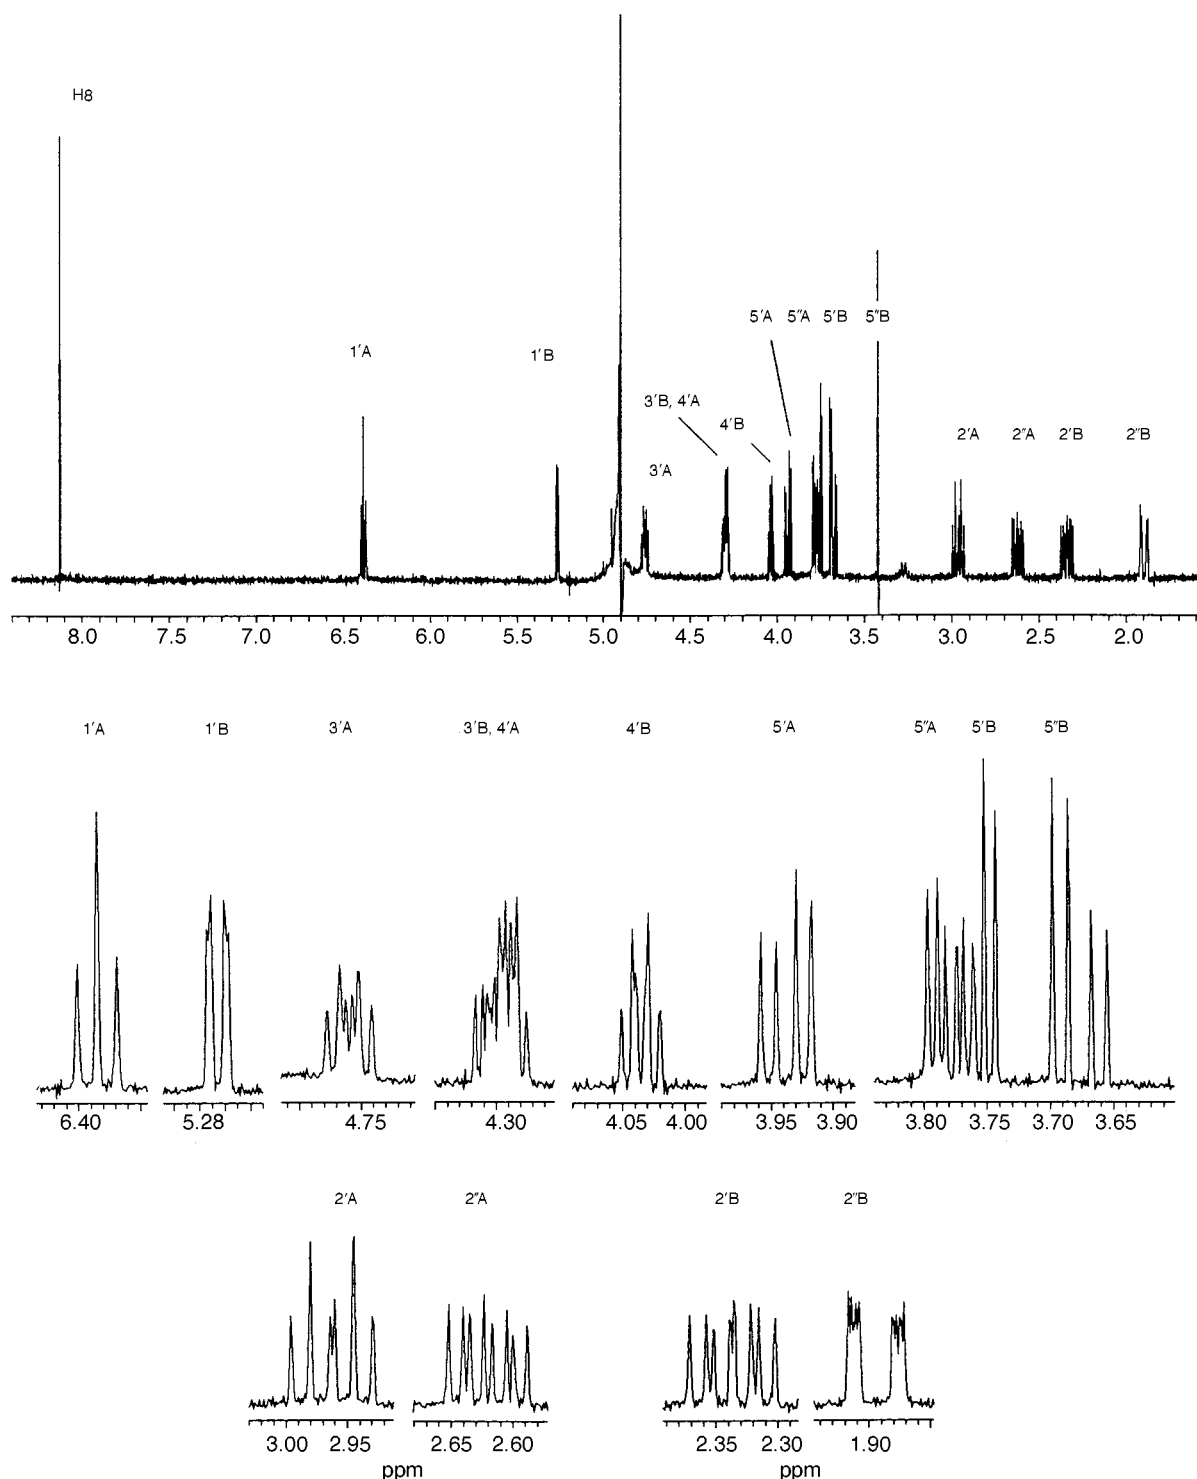 H8
1'A
1'B
5'A 5"A 5'B 5"B
3'B, 4'A
4'B
3'A
2'A 2"A 2'B 2"B
8.0 7.5 7.0 6.5 6.0 5.5 5.0 4.5 4.0 3.5 3.0 2.5 2.0
1'A 1'B 3'A 3'B, 4'A 4'B 5'A 5"A 5'B 5"B
6.40 5.28 4.75 4.30 4.05 4.00 3.95 3.90 3.80 3.75 3.70 3.65
2'A 2"A 2'B 2"B
3.00 2.95 2.65 2.60 2.35 2.30 1.90
ppm ppm